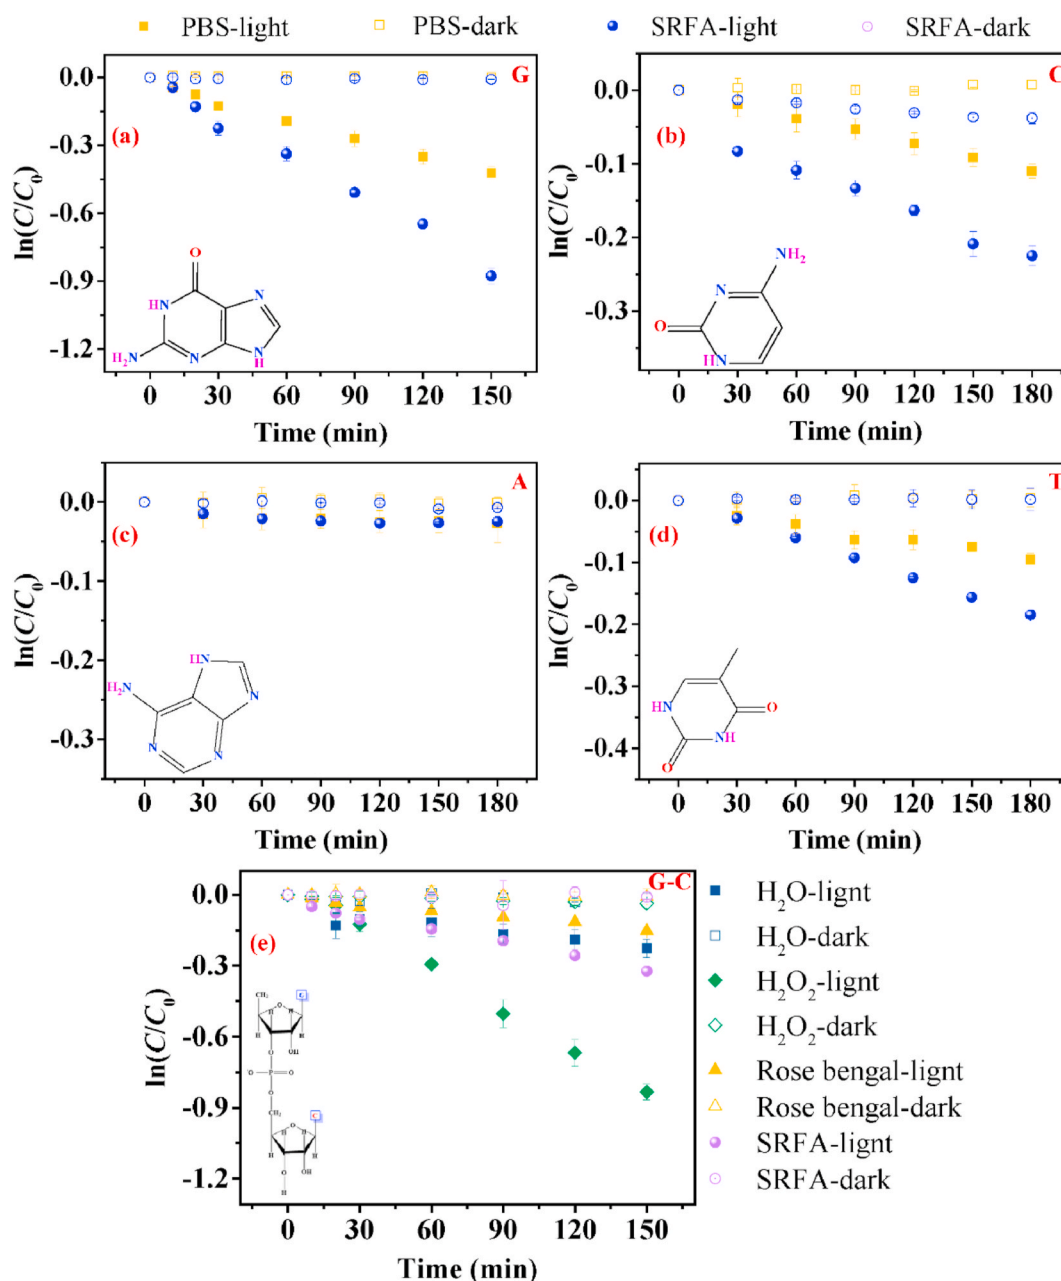 PBS-light PBS-dark SRFA-light SRFA-dark
G
(a)
ln(C/C₀)
0.0
-0.3
-0.6
-0.9
-1.2
O
HN
N
H₂N
N
N
H
0 30 60 90 120 150
Time (min)
C
(b)
ln(C/C₀)
0.0
-0.1
-0.2
-0.3
NH₂
N
O
HN
0 30 60 90 120 150 180
Time (min)
A
(c)
ln(C/C₀)
0.0
-0.1
-0.2
-0.3
HN
H₂N
N
N
N
0 30 60 90 120 150 180
Time (min)
T
(d)
ln(C/C₀)
0.0
-0.1
-0.2
-0.3
-0.4
HN
O
NH
O
0 30 60 90 120 150 180
Time (min)
G-C
(e)
ln(C/C₀)
0.0
-0.3
-0.6
-0.9
-1.2
CH₂
O
H
H
H
H
OH
O
O
P
O
O
CH₂
O
H
H
H
H
OH
O
H
0 30 60 90 120 150
Time (min)
H₂O-lignt
H₂O-dark
H₂O₂-lignt
H₂O₂-dark
Rose bengal-lignt
Rose bengal-dark
SRFA-lignt
SRFA-dark